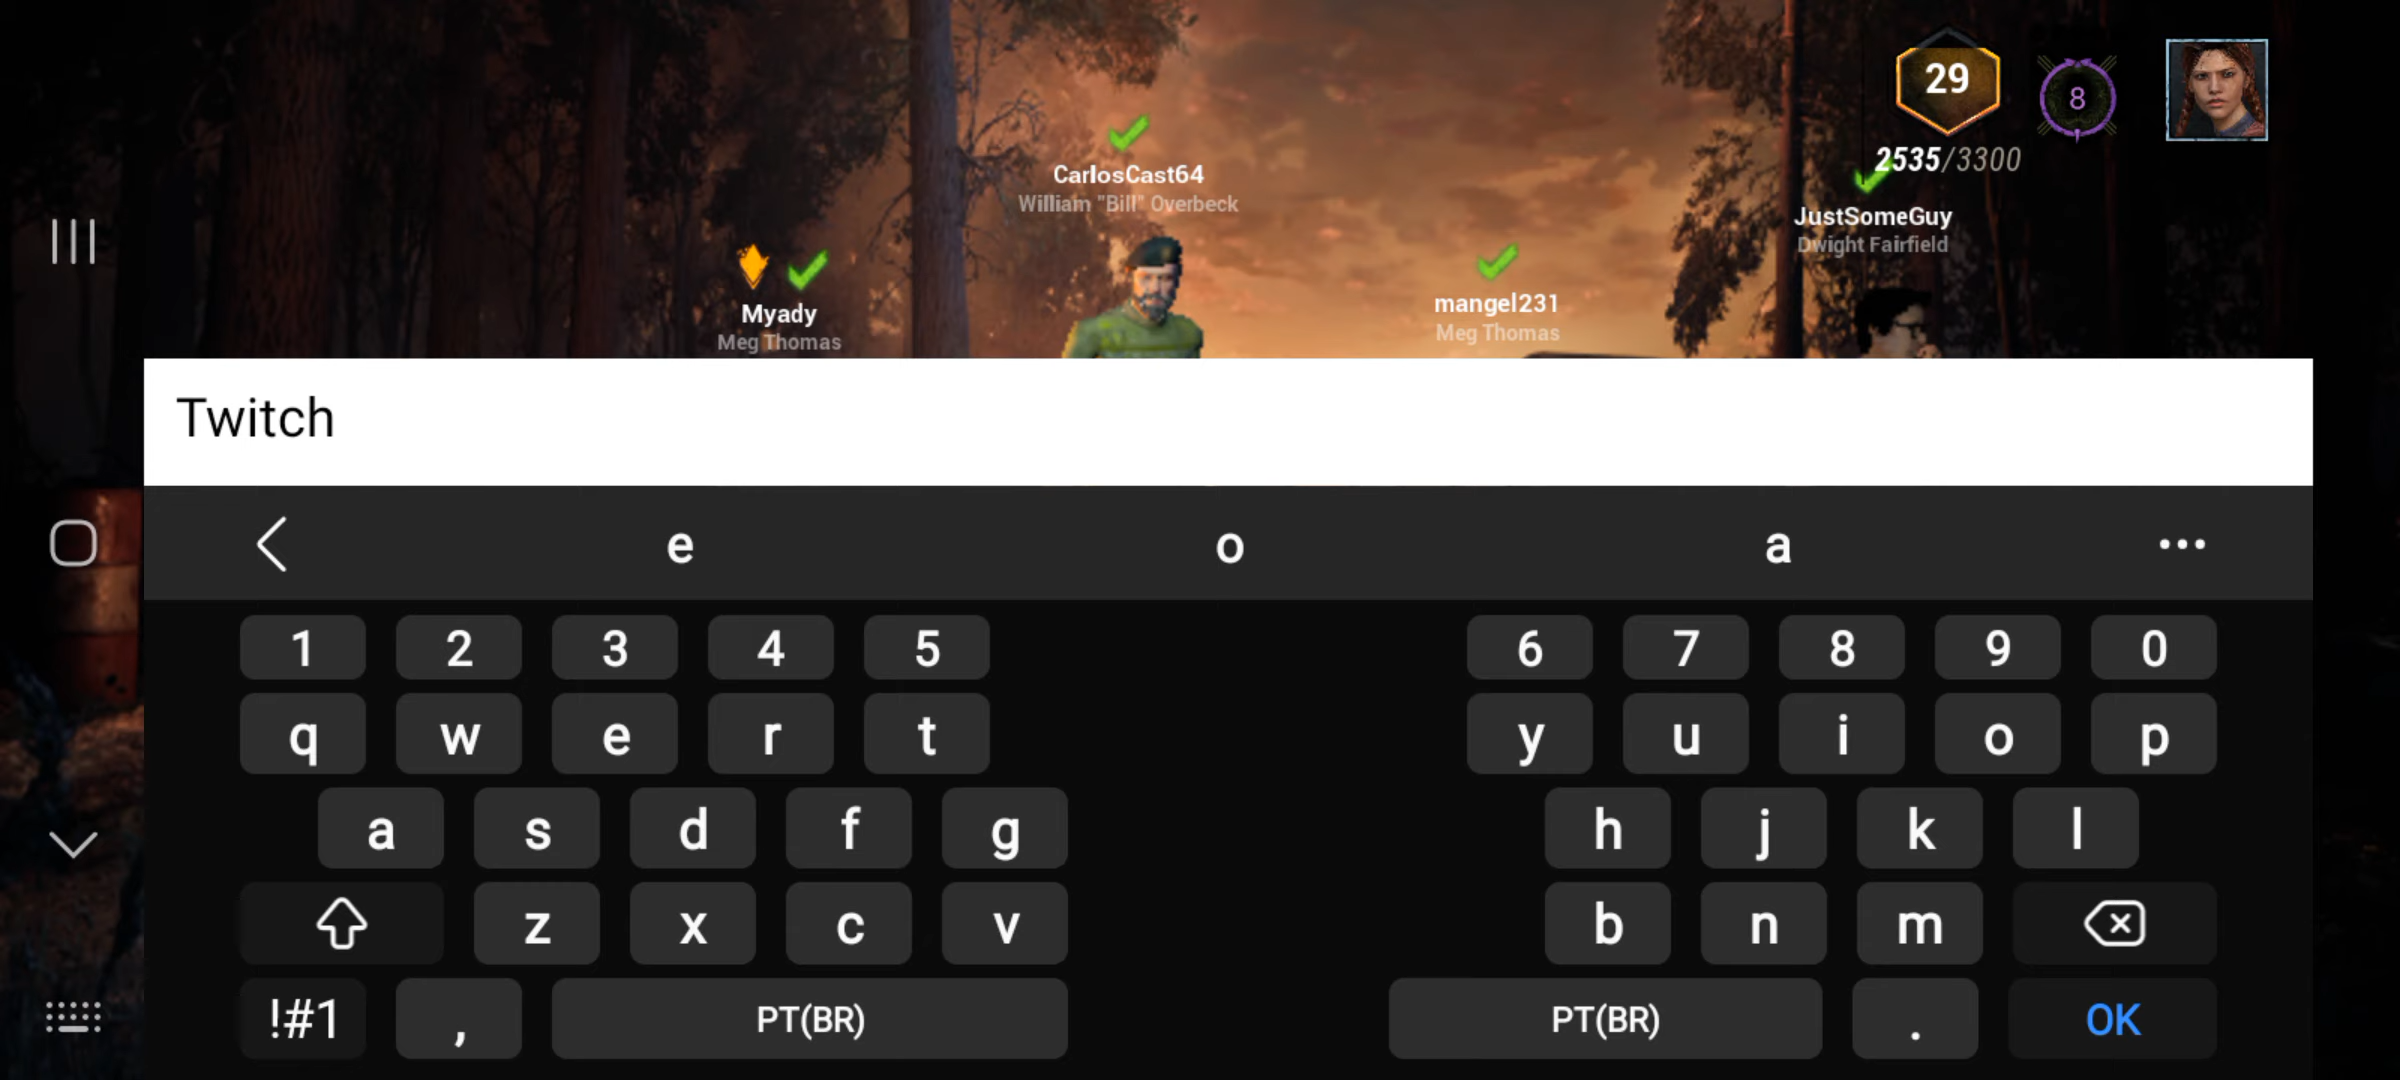 29
8
2535/3300
CarlosCast64
William "Bill" Overbeck
JustSomeGuy
Dwight Fairfield
Myady
Meg Thomas
mangel231
Meg Thomas
Twitch
e o a ...
1 2 3 4 5 6 7 8 9 0
q w e r t y u i o p
a s d f g h j k l
z x c v b n m
!#1 , PT(BR) PT(BR) . OK